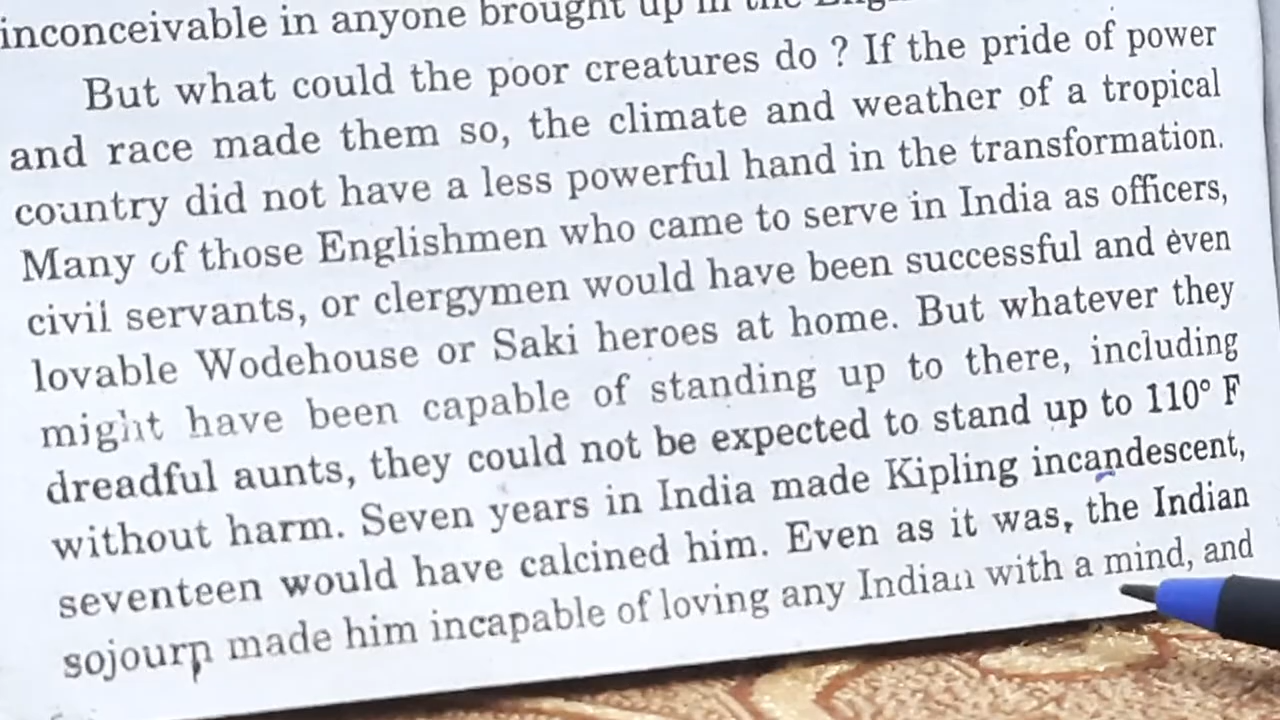 inconceivable in anyone brought up in the
But what could the poor creatures do ? If the pride of power
and race made them so, the climate and weather of a tropical
country did not have a less powerful hand in the transformation.
Many of those Englishmen who came to serve in India as officers,
civil servants, or clergymen would have been successful and even
lovable Wodehouse or Saki heroes at home. But whatever they
might have been capable of standing up to there, including
dreadful aunts, they could not be expected to stand up to 110° F
without harm. Seven years in India made Kipling incandescent,
seventeen would have calcined him. Even as it was, the Indian
sojourn made him incapable of loving any Indian with a mind, and